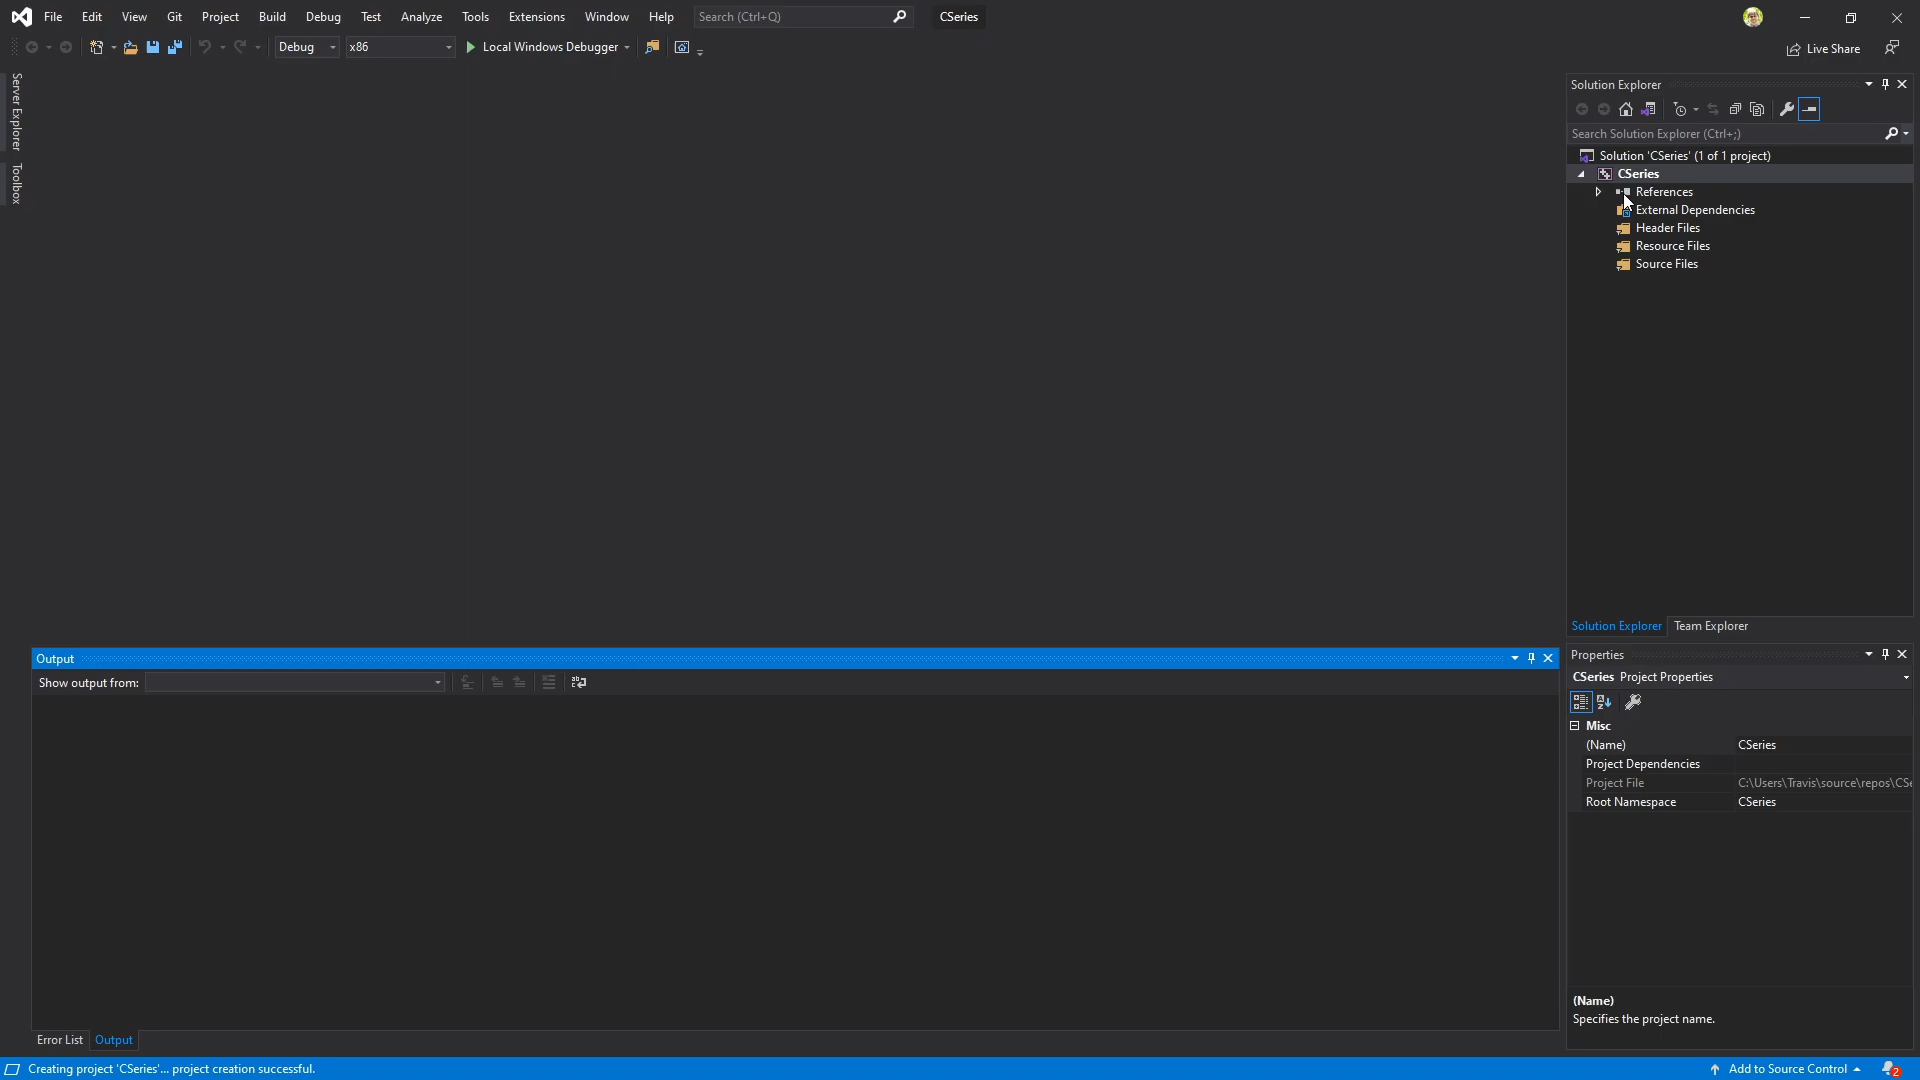 File Edit View Git Project Build Debug Test Analyze Tools Extensions Window Help Search (Ctrl+Q) CSeries
Debug x86 Local Windows Debugger Live Share
Server Explorer
Toolbox
Solution Explorer
Search Solution Explorer (Ctrl+;)
Solution 'CSeries' (1 of 1 project)
CSeries
References
External Dependencies
Header Files
Resource Files
Source Files
Solution Explorer Team Explorer
Output
Show output from:
Error List Output
Properties
CSeries Project Properties
Misc
(Name) CSeries
Project Dependencies
Project File C:\Users\Travis\source\repos\CSe
Root Namespace CSeries
(Name)
Specifies the project name.
Creating project 'CSeries'... project creation successful. Add to Source Control 2